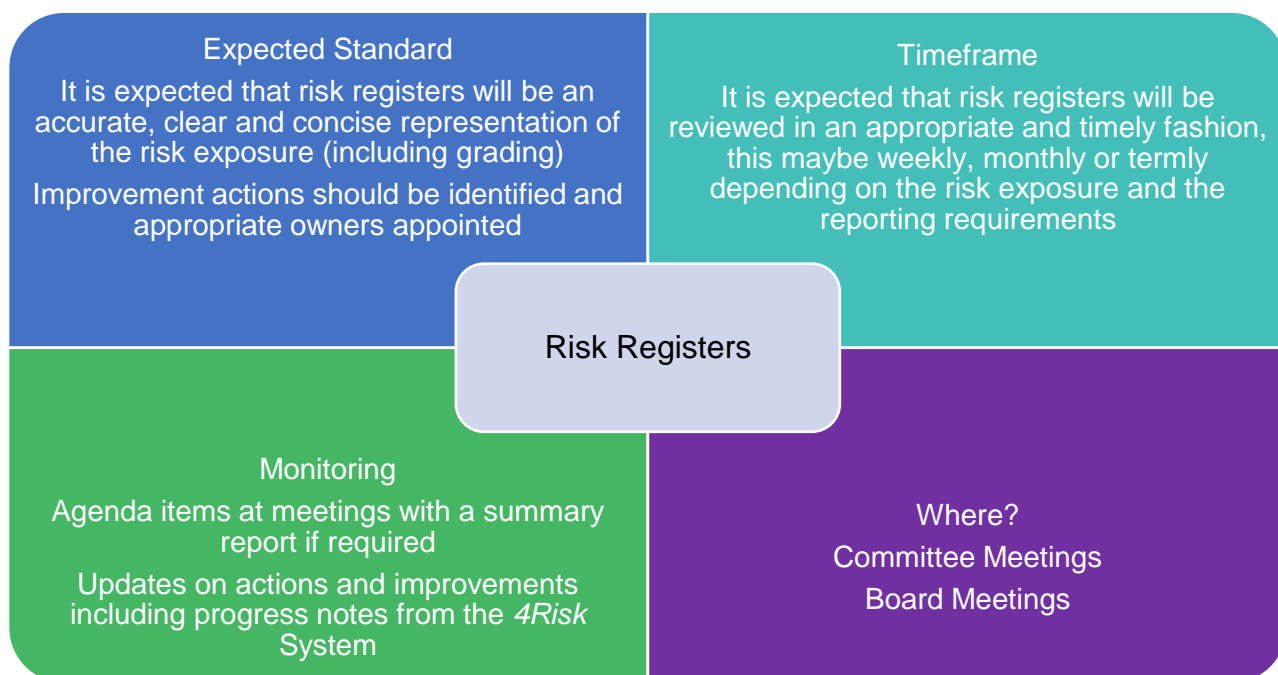 Expected Standard
It is expected that risk registers will be an
accurate, clear and concise representation of
the risk exposure (including grading)
Improvement actions should be identified and
appropriate owners appointed
Timeframe
It is expected that risk registers will be
reviewed in an appropriate and timely fashion,
this maybe weekly, monthly or termly
depending on the risk exposure and the
reporting requirements
Risk Registers
Monitoring
Agenda items at meetings with a summary
report if required
Updates on actions and improvements
including progress notes from the 4Risk
System
Where?
Committee Meetings
Board Meetings